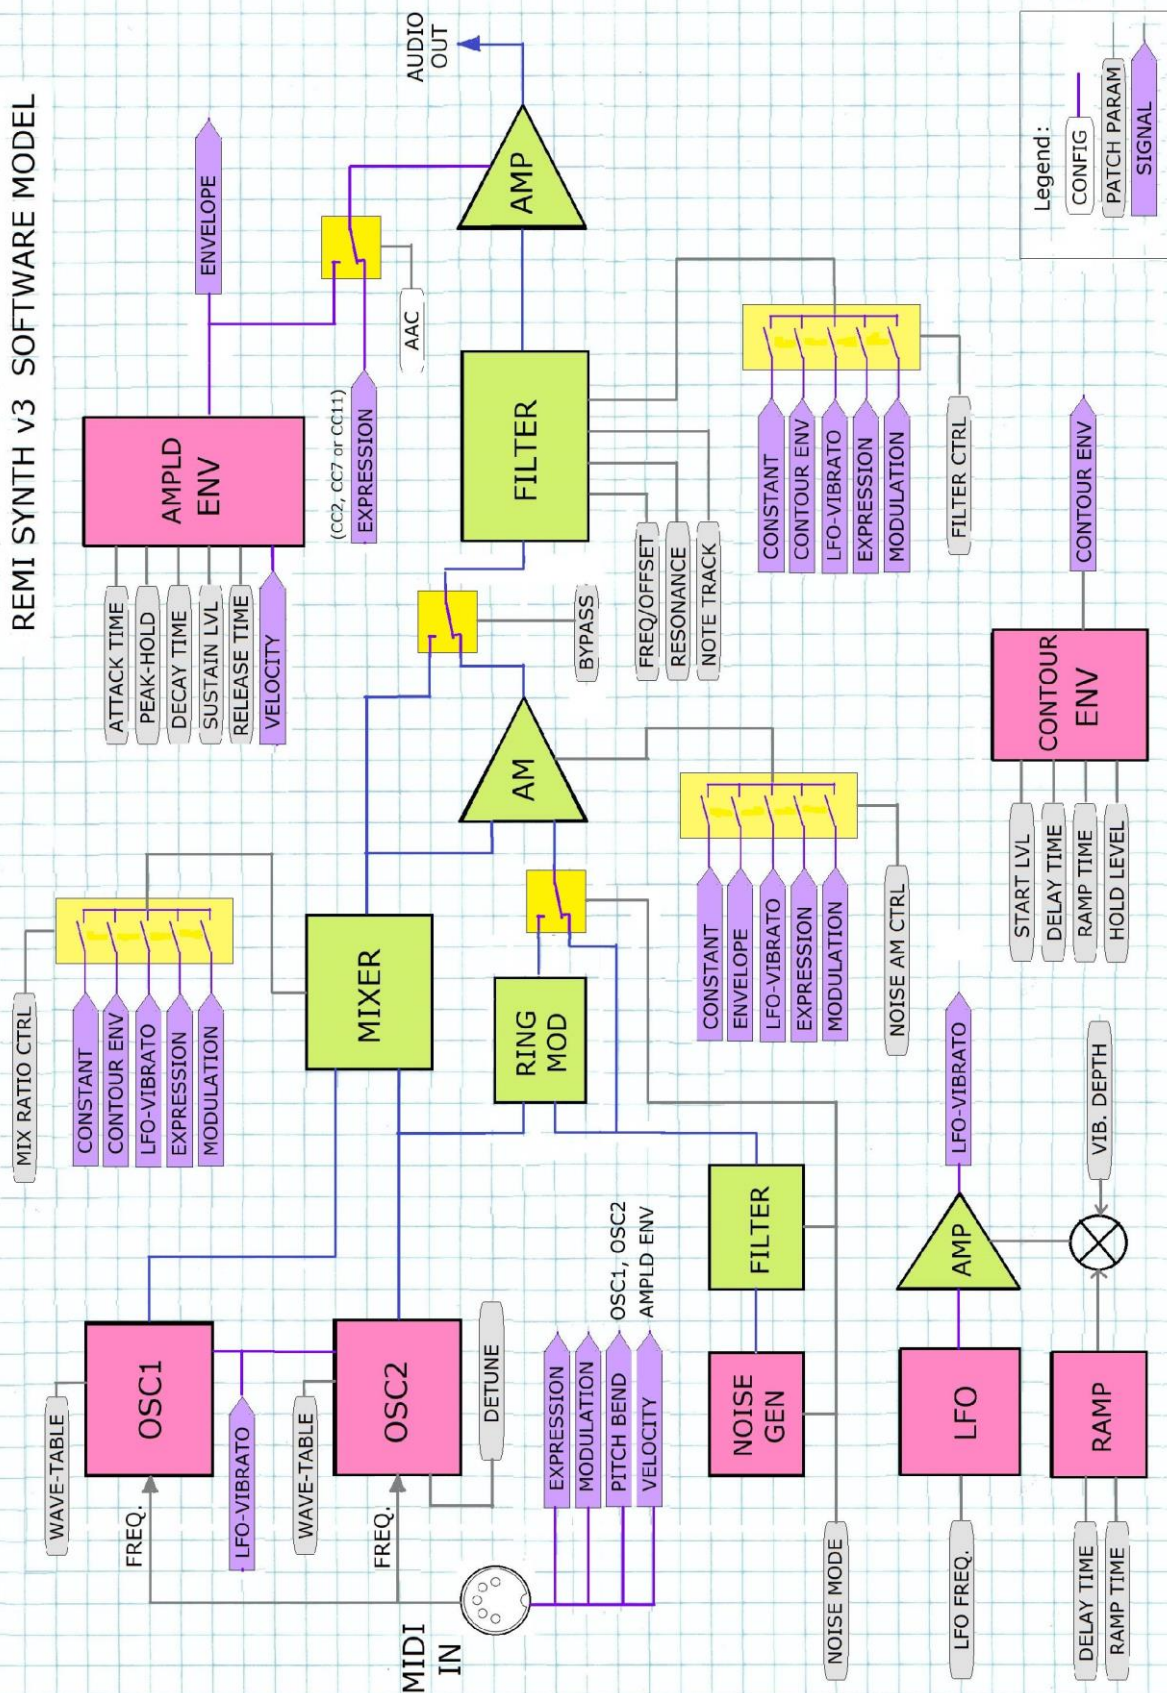 REMI SYNTH v3 SOFTWARE MODEL
MIX RATIO CTRL
CONSTANT
CONTOUR ENV
LFO-VIBRATO
EXPRESSION
MODULATION
WAVE-TABLE
OSC1
FREQ.
LFO-VIBRATO
WAVE-TABLE
OSC2
FREQ.
DETUNE
MIDI
IN
EXPRESSION
MODULATION
PITCH BEND
VELOCITY
OSC1, OSC2
AMPLD ENV
MIXER
RING
MOD
NOISE
GEN
FILTER
NOISE MODE
AM
CONSTANT
ENVELOPE
LFO-VIBRATO
EXPRESSION
MODULATION
NOISE AM CTRL
ATTACK TIME
PEAK-HOLD
DECAY TIME
SUSTAIN LVL
RELEASE TIME
VELOCITY
AMPLD
ENV
ENVELOPE
(CC2, CC7 or CC11)
EXPRESSION
AAC
BYPASS
FILTER
FREQ/OFFSET
RESONANCE
NOTE TRACK
CONSTANT
CONTOUR ENV
LFO-VIBRATO
EXPRESSION
MODULATION
FILTER CTRL
AMP
AUDIO
OUT
LFO FREQ.
LFO
AMP
LFO-VIBRATO
DELAY TIME
RAMP TIME
RAMP
VIB. DEPTH
START LVL
DELAY TIME
RAMP TIME
HOLD LEVEL
CONTOUR
ENV
CONTOUR ENV
Legend:
CONFIG
PATCH PARAM
SIGNAL